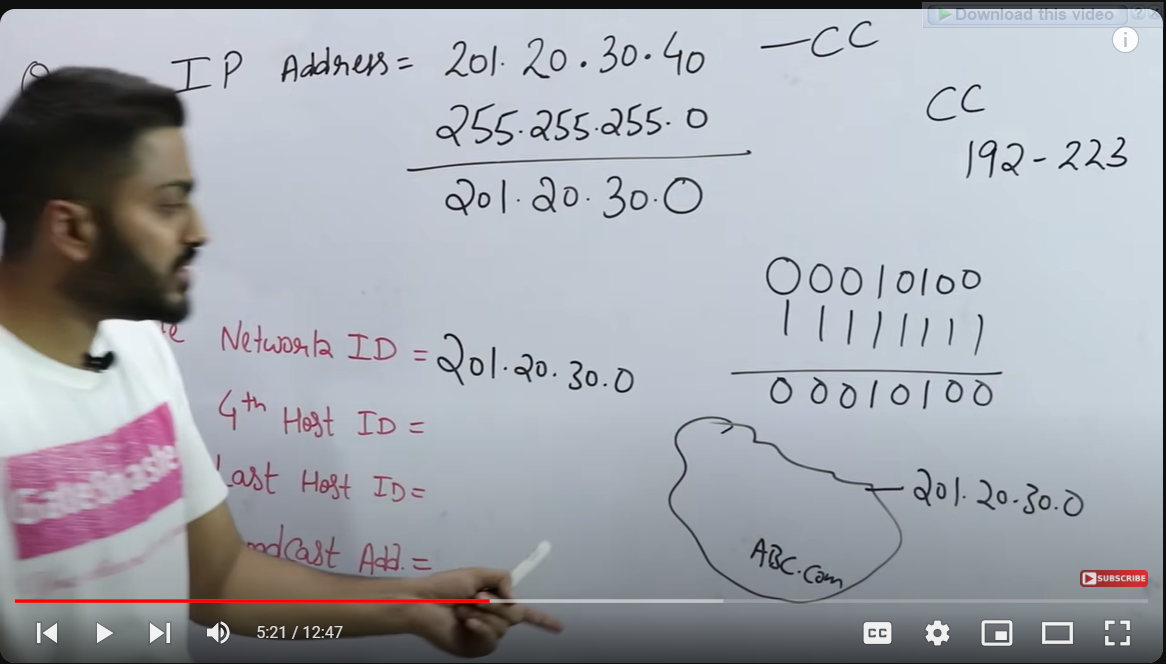 Download this video
IP Address = 201.20.30.40 — CC
255.255.255.0
201.20.30.0
CC
192-223
00010100
11111111
00010100
Network ID = 201.20.30.0
4th Host ID =
Last Host ID =
Add. =
201.20.30.0
ABC.com
SUBSCRIBE
5:21 / 12:47
CC